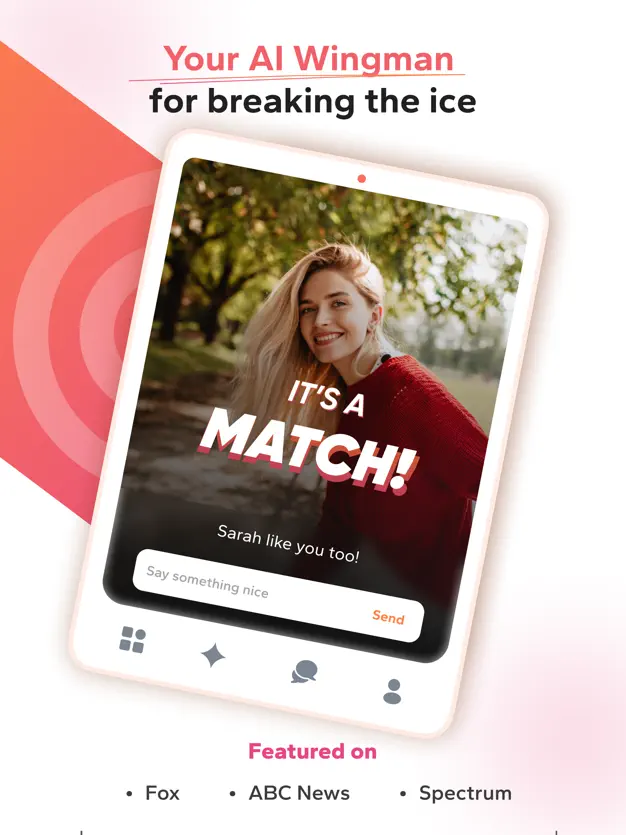 Your AI Wingman
for breaking the ice
IT'S A
MATCH!
Sarah like you too!
Say something nice
Send
Featured on
• Fox • ABC News • Spectrum